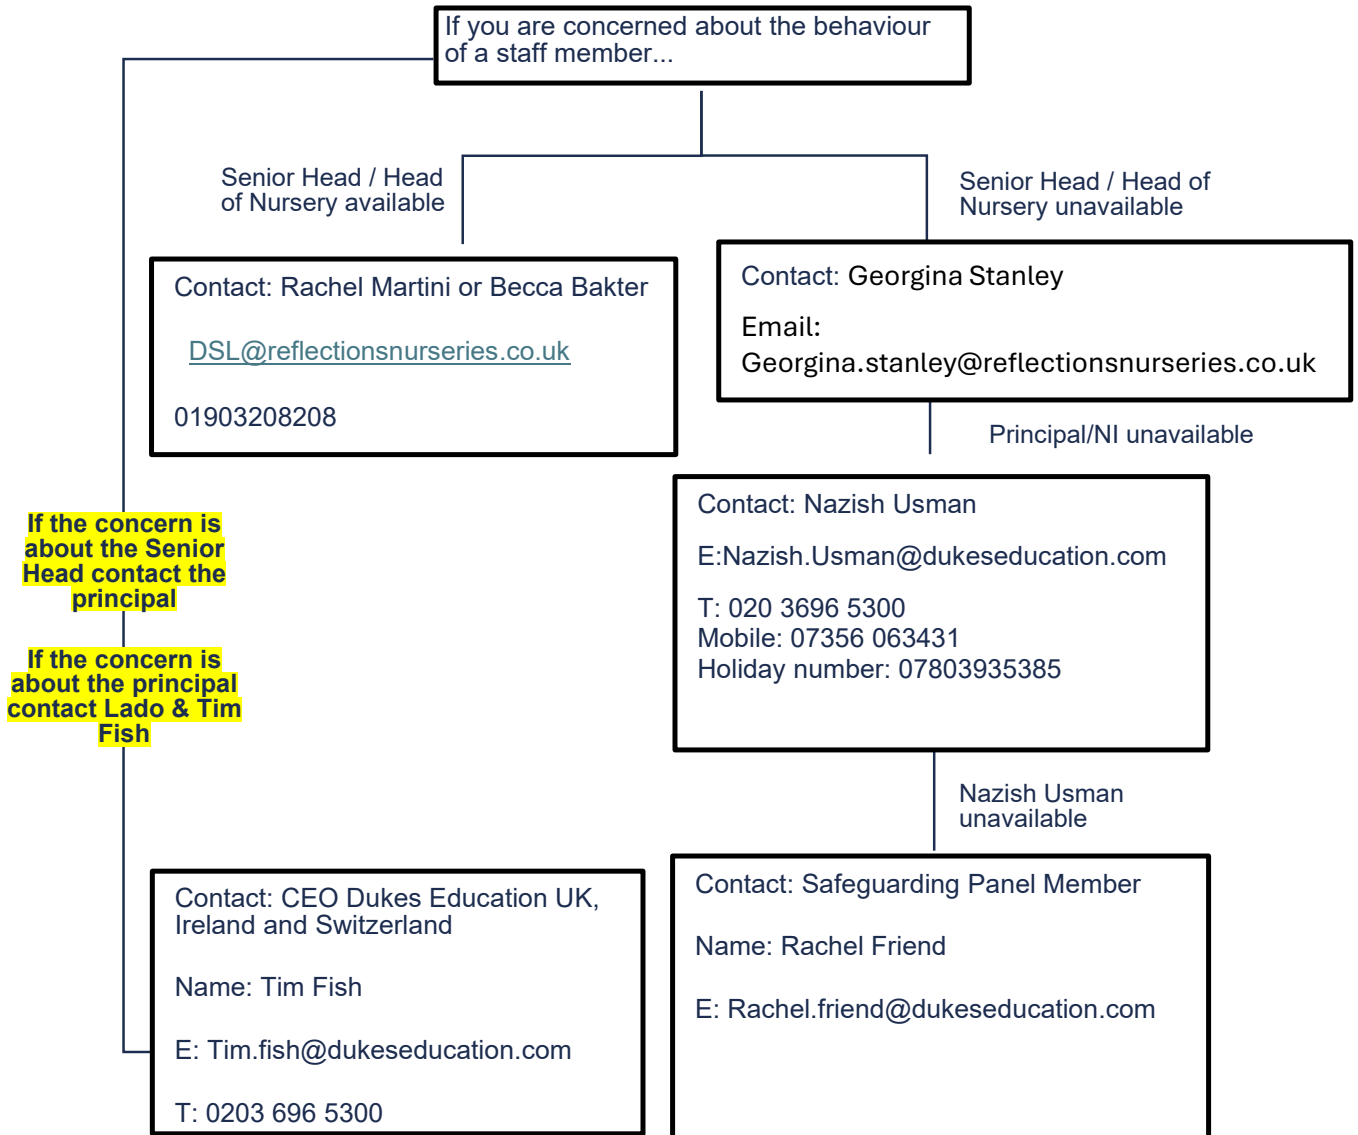 If you are concerned about the behaviour
of a staff member...
Senior Head / Head
of Nursery available
Senior Head / Head of
Nursery unavailable
Contact: Rachel Martini or Becca Bakter
DSL@reflectionsnurseries.co.uk
01903208208
Contact: Georgina Stanley
Email:
Georgina.stanley@reflectionsnurseries.co.uk
Principal/NI unavailable
Contact: Nazish Usman
E:Nazish.Usman@dukeseducation.com
T: 020 3696 5300
Mobile: 07356 063431
Holiday number: 07803935385
If the concern is
about the Senior
Head contact the
principal
If the concern is
about the principal
contact Lado & Tim
Fish
Nazish Usman
unavailable
Contact: CEO Dukes Education UK,
Ireland and Switzerland
Name: Tim Fish
E: Tim.fish@dukeseducation.com
T: 0203 696 5300
Contact: Safeguarding Panel Member
Name: Rachel Friend
E: Rachel.friend@dukeseducation.com